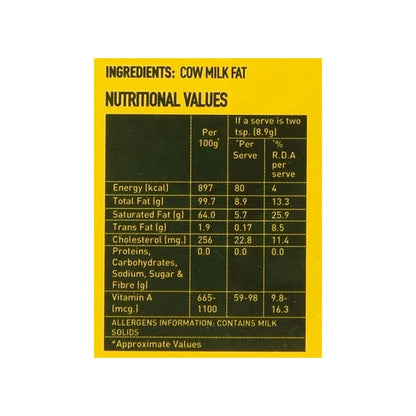 INGREDIENTS: COW MILK FAT
NUTRITIONAL VALUES
Per 100g* If a serve is two tsp. (8.9g)
*Per Serve *% R.D.A per serve
Energy (kcal) 897 80 4
Total Fat (g) 99.7 8.9 13.3
Saturated Fat (g) 64.0 5.7 25.9
Trans Fat (g) 1.9 0.17 8.5
Cholesterol (mg.) 256 22.8 11.4
Proteins, 0.0 0.0 0.0
Carbohydrates,
Sodium, Sugar &
Fibre (g)
Vitamin A 665- 59-98 9.8-
(mcg.) 1100 16.3
ALLERGENS INFORMATION: CONTAINS MILK
SOLIDS
*Approximate Values